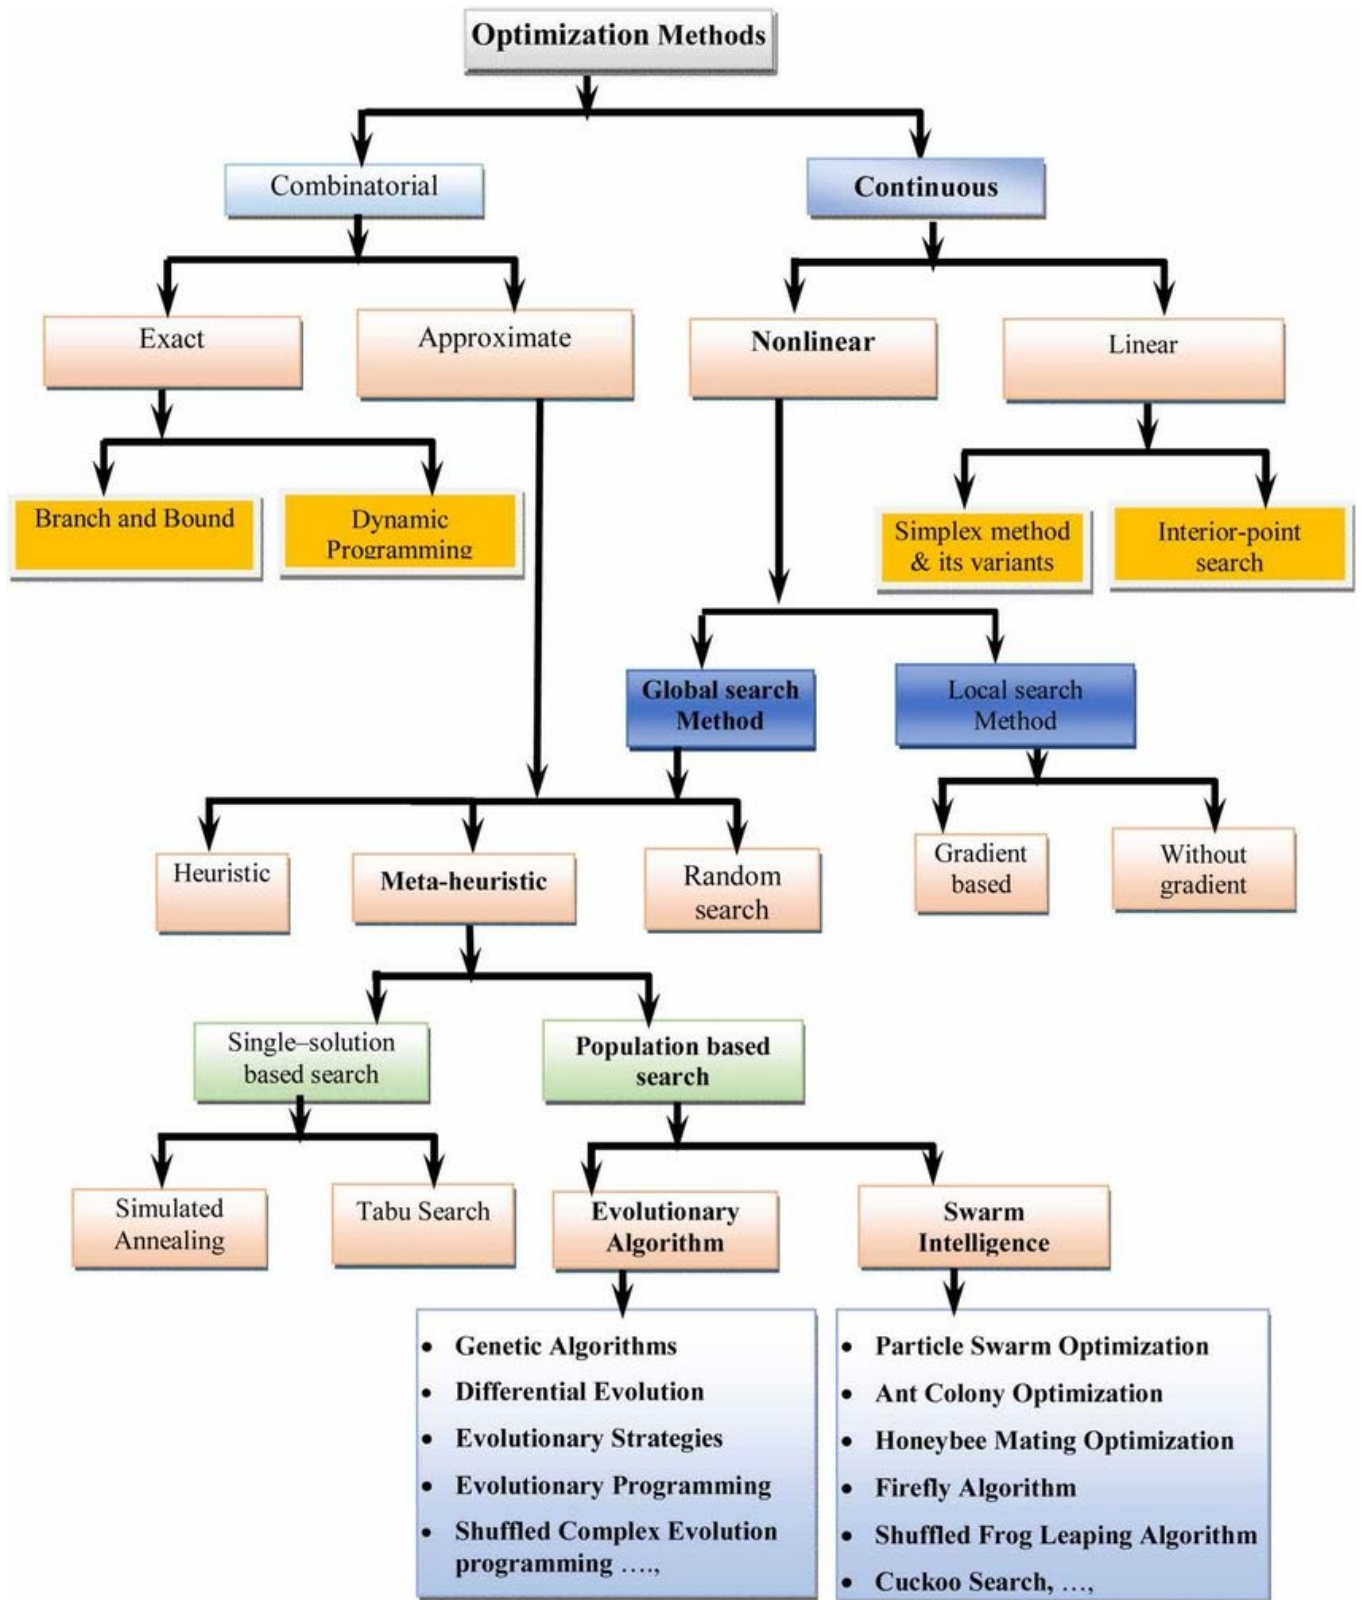 Optimization Methods
Combinatorial
Continuous
Exact
Approximate
Nonlinear
Linear
Branch and Bound
Dynamic
Programming
Simplex method
& its variants
Interior-point
search
Global search
Method
Local search
Method
Heuristic
Meta-heuristic
Random
search
Gradient
based
Without
gradient
Single–solution
based search
Population based
search
Simulated
Annealing
Tabu Search
Evolutionary
Algorithm
Swarm
Intelligence
• Genetic Algorithms
• Differential Evolution
• Evolutionary Strategies
• Evolutionary Programming
• Shuffled Complex Evolution
programming ….,
• Particle Swarm Optimization
• Ant Colony Optimization
• Honeybee Mating Optimization
• Firefly Algorithm
• Shuffled Frog Leaping Algorithm
• Cuckoo Search, …,